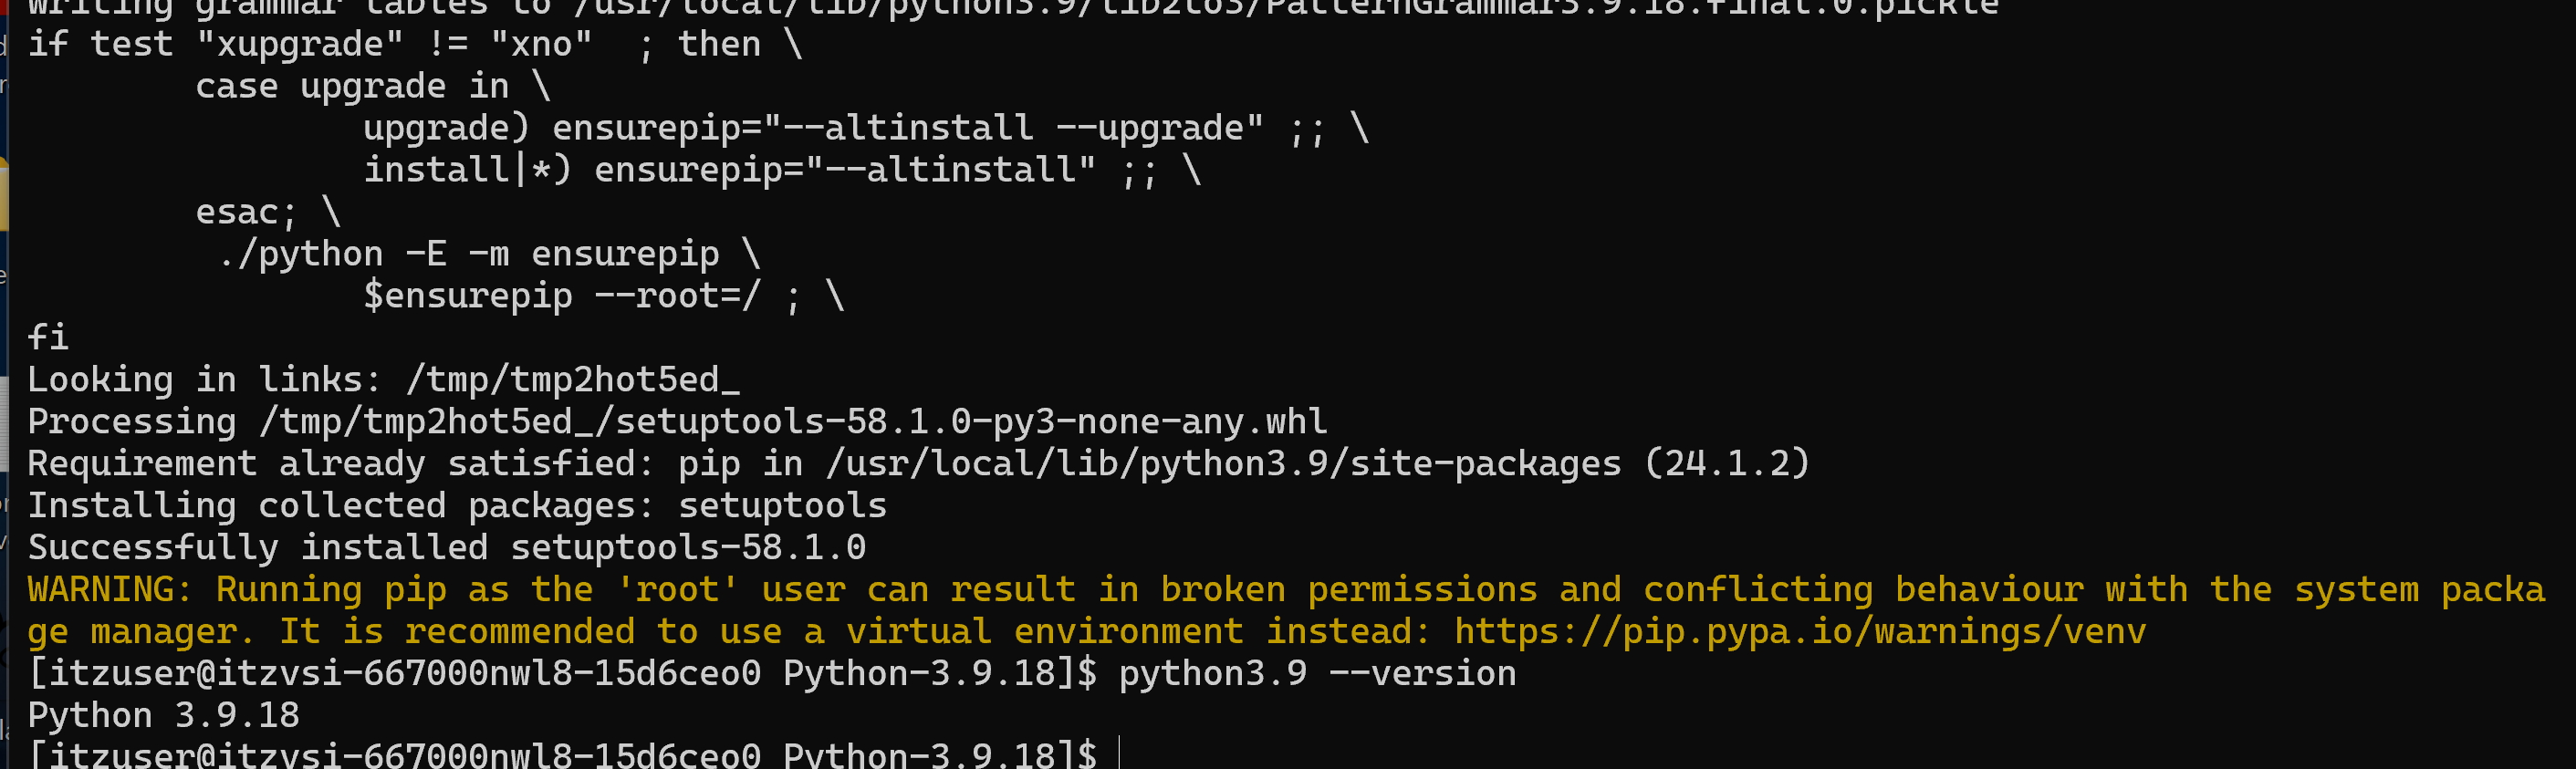 writing grammar tables to /usr/local/lib/python3.9/lib2to3/PatternGrammar3.9.18.final.0.pickle
if test "xupgrade" != "xno"  ; then \
        case upgrade in \
                upgrade) ensurepip="--altinstall --upgrade" ;; \
                install|*) ensurepip="--altinstall" ;; \
        esac; \
         ./python -E -m ensurepip \
                $ensurepip --root=/ ; \
fi
Looking in links: /tmp/tmp2hot5ed_
Processing /tmp/tmp2hot5ed_/setuptools-58.1.0-py3-none-any.whl
Requirement already satisfied: pip in /usr/local/lib/python3.9/site-packages (24.1.2)
Installing collected packages: setuptools
Successfully installed setuptools-58.1.0
WARNING: Running pip as the 'root' user can result in broken permissions and conflicting behaviour with the system packa
ge manager. It is recommended to use a virtual environment instead: https://pip.pypa.io/warnings/venv
[itzuser@itzvsi-667000nwl8-15d6ceo0 Python-3.9.18]$ python3.9 --version
Python 3.9.18
[itzuser@itzvsi-667000nwl8-15d6ceo0 Python-3.9.18]$